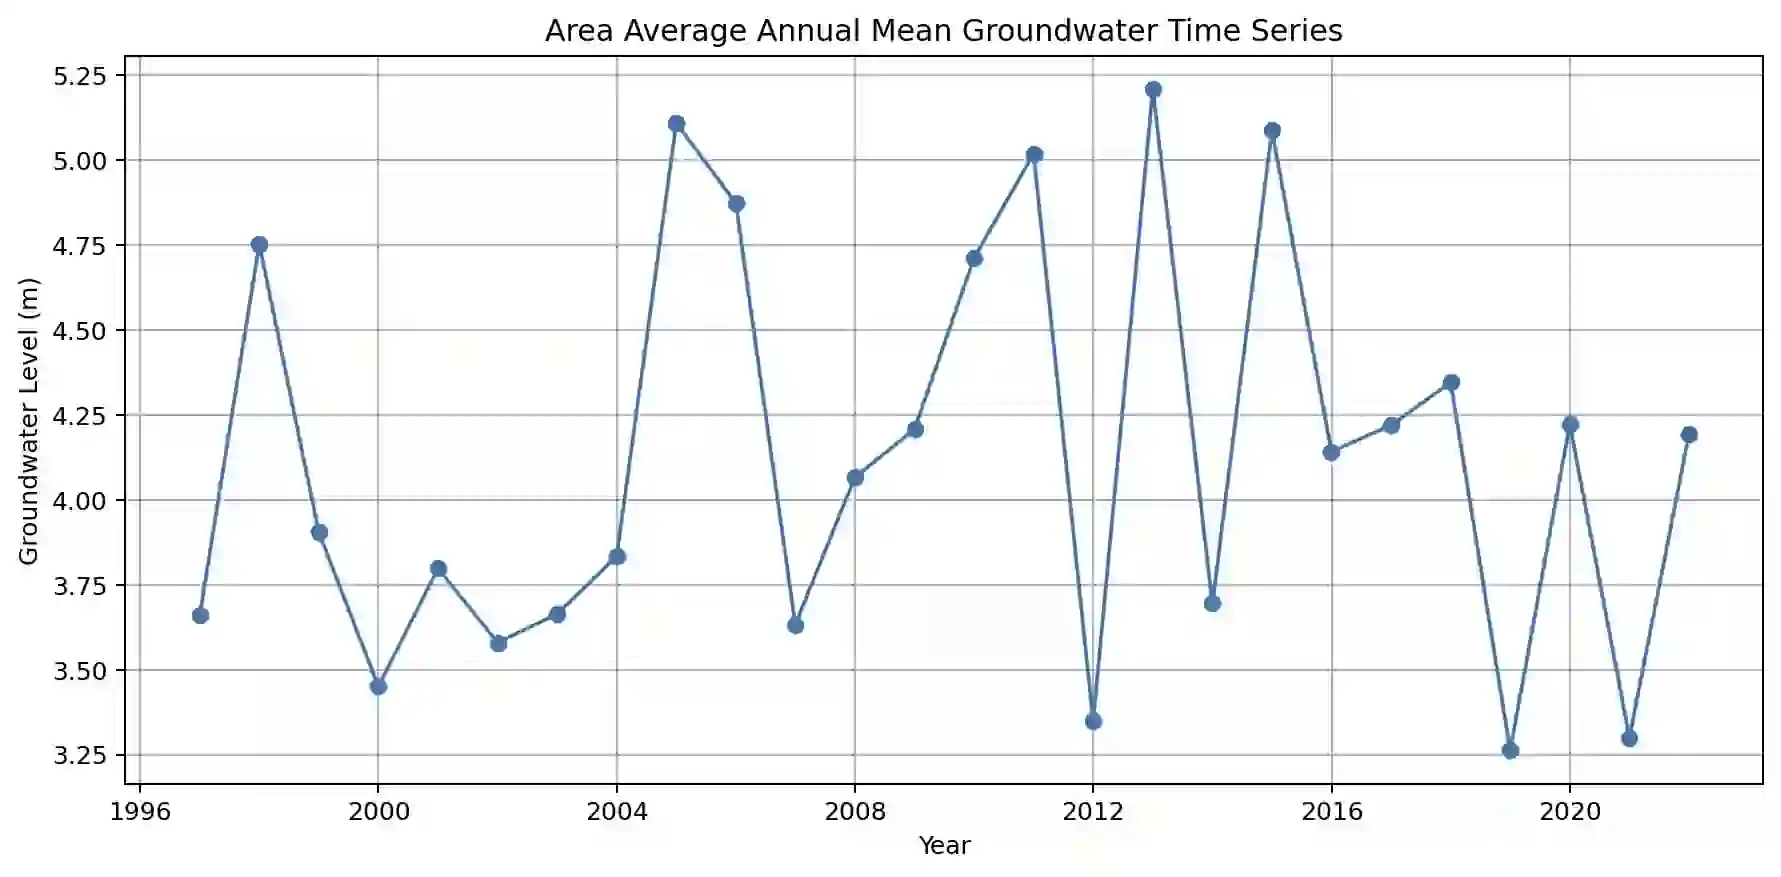 Area Average Annual Mean Groundwater Time Series
Groundwater Level (m)
5.25
5.00
4.75
4.50
4.25
4.00
3.75
3.50
3.25
1996 2000 2004 2008 2012 2016 2020
Year